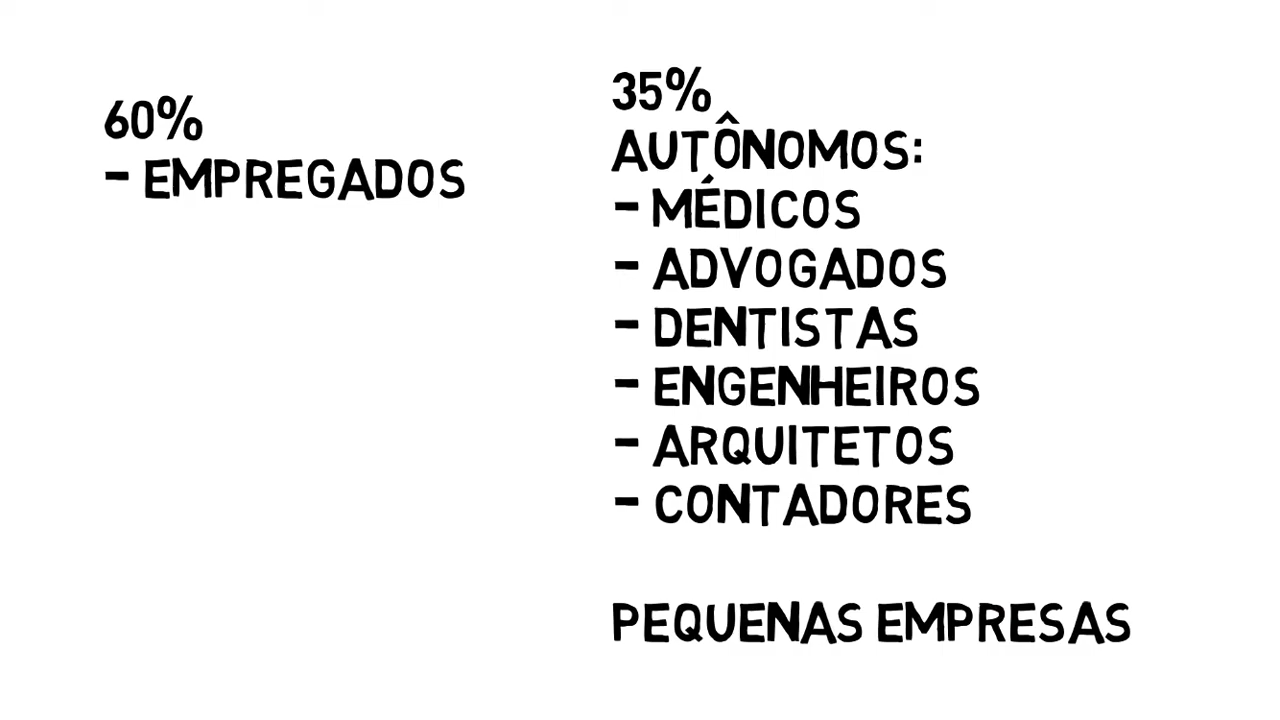 60%
- EMPREGADOS
35%
AUTÔNOMOS:
- MÉDICOS
- ADVOGADOS
- DENTISTAS
- ENGENHEIROS
- ARQUITETOS
- CONTADORES
PEQUENAS EMPRESAS